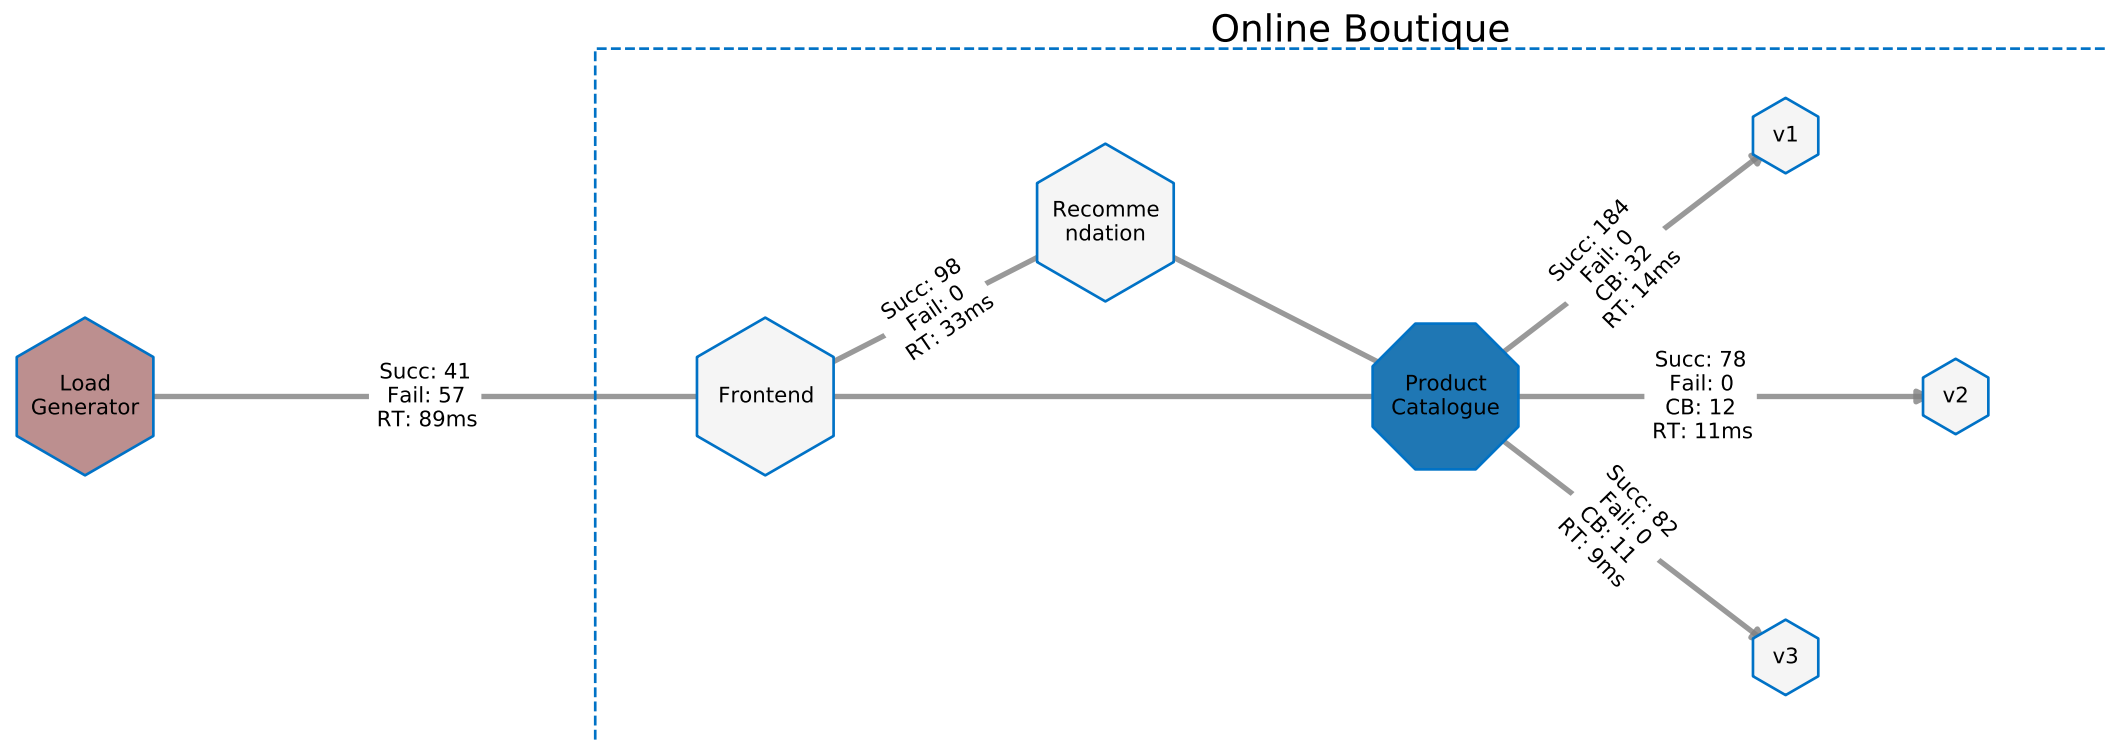 Online Boutique
Load
Generator
Succ: 41
Fail: 57
RT: 89ms
Frontend
Succ: 98
Fail: 0
RT: 33ms
Recomme
ndation
Product
Catalogue
Succ: 184
Fail: 0
CB: 32
RT: 14ms
v1
Succ: 78
Fail: 0
CB: 12
RT: 11ms
v2
Succ: 82
Fail: 0
CB: 11
RT: 9ms
v3